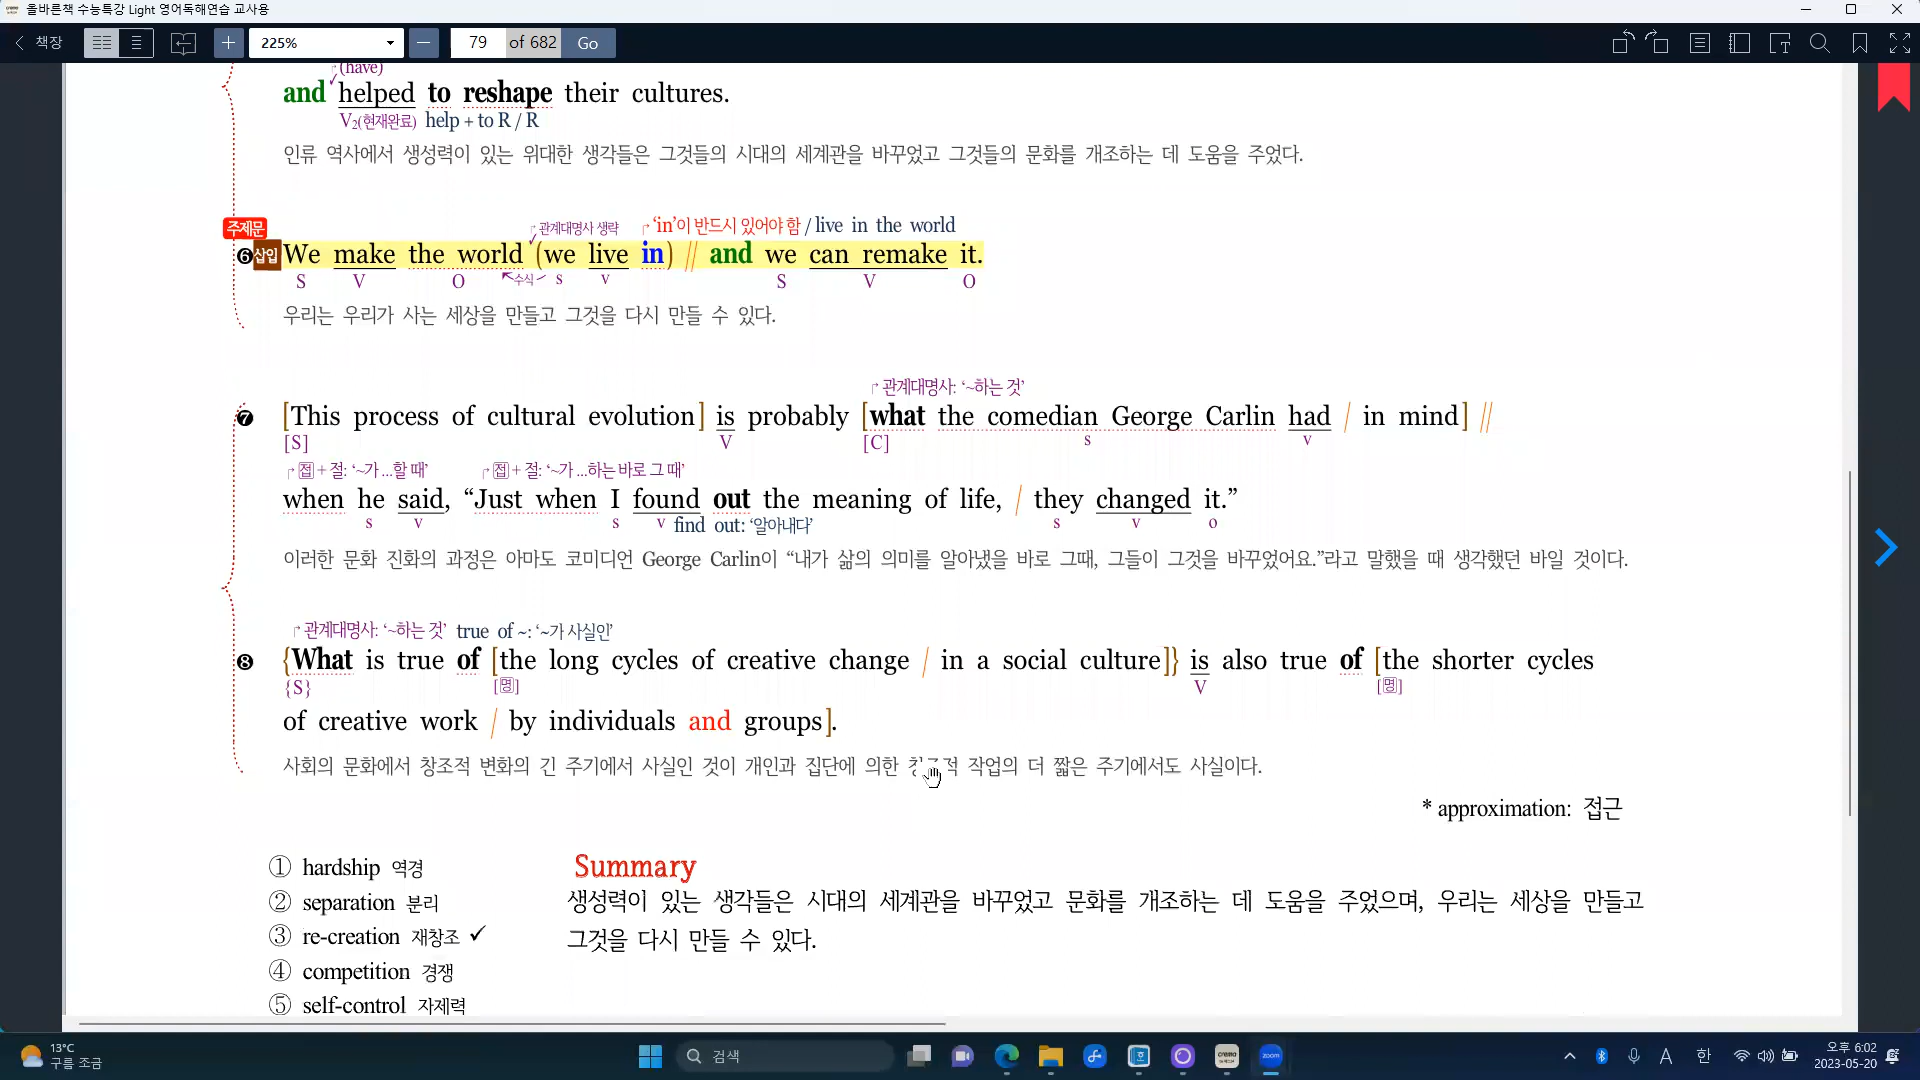 올바른책 수능특강 Light 영어독해연습 교사용
책장
225%
79 of 682 Go
(have)
and helped to reshape their cultures.
V₂(현재완료) help + to R / R
인류 역사에서 생성력이 있는 위대한 생각들은 그것들의 시대의 세계관을 바꾸었고 그것들의 문화를 개조하는 데 도움을 주었다.
주제문 관계대명사 생략 'in'이 반드시 있어야 함 / live in the world
❻ 삽입 We make the world (we live in) // and we can remake it.
S V O 수식 s v S V O
우리는 우리가 사는 세상을 만들고 그것을 다시 만들 수 있다.
관계대명사: '~하는 것'
❼ [This process of cultural evolution] is probably [what the comedian George Carlin had / in mind] //
[S] V [C] s v
접 + 절: '~가 ...할 때' 접 + 절: '~가 ...하는 바로 그 때'
when he said, “Just when I found out the meaning of life, / they changed it.”
s v s v find out: '알아내다' s v o
이러한 문화 진화의 과정은 아마도 코미디언 George Carlin이 “내가 삶의 의미를 알아냈을 바로 그때, 그들이 그것을 바꾸었어요.”라고 말했을 때 생각했던 바일 것이다.
관계대명사: '~하는 것' true of ~: '~가 사실인'
❽ {What is true of [the long cycles of creative change / in a social culture]} is also true of [the shorter cycles
{S} [명] V [명]
of creative work / by individuals and groups].
사회의 문화에서 창조적 변화의 긴 주기에서 사실인 것이 개인과 집단에 의한 작업의 더 짧은 주기에서도 사실이다.
* approximation: 접근
① hardship 역경
② separation 분리
③ re-creation 재창조 ✓
④ competition 경쟁
⑤ self-control 자제력
Summary
생성력이 있는 생각들은 시대의 세계관을 바꾸었고 문화를 개조하는 데 도움을 주었으며, 우리는 세상을 만들고
그것을 다시 만들 수 있다.
13°C
구름 조금
검색
cremo
zoom
A 한
오후 6:02
2023-05-20